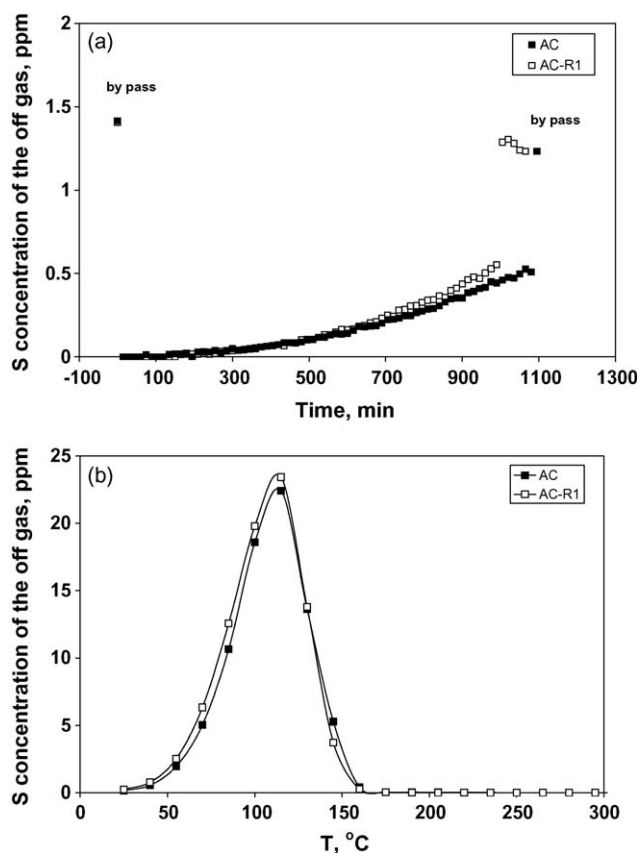 (a)
AC
AC-R1
by pass
by pass
S concentration of the off gas, ppm
2
1.5
1
0.5
0
-100 100 300 500 700 900 1100 1300
Time, min
(b)
AC
AC-R1
S concentration of the off gas, ppm
25
20
15
10
5
0
0 50 100 150 200 250 300
T, °C